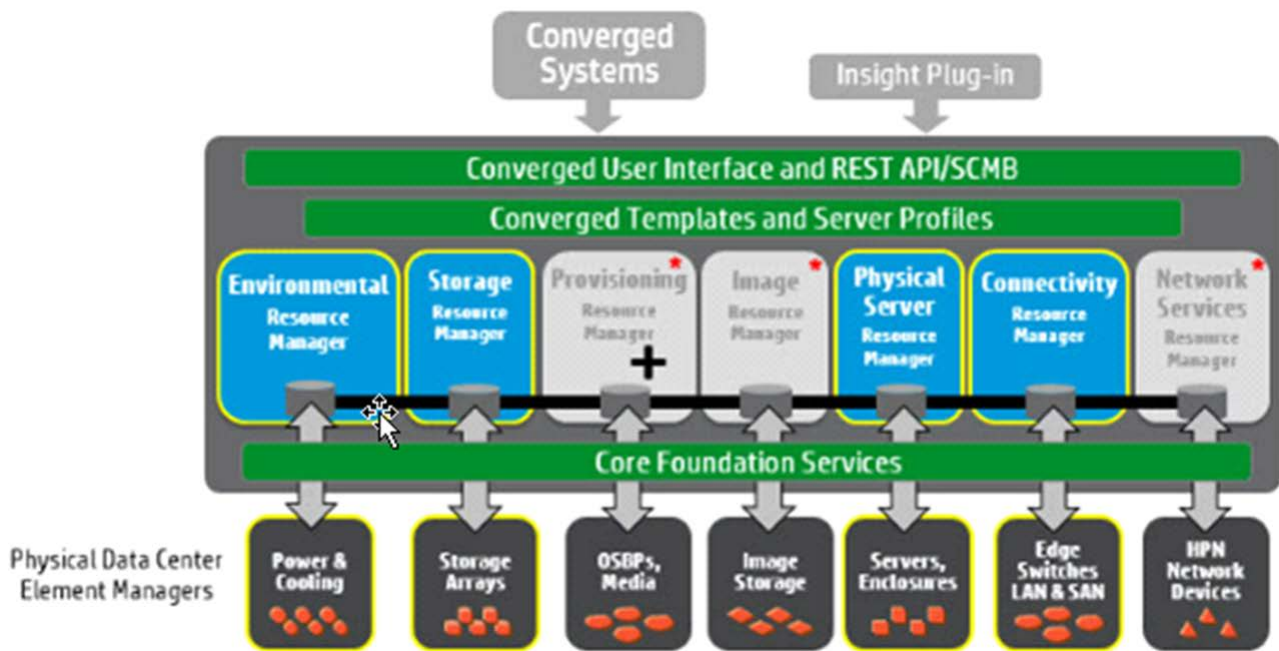 Converged
Systems
Insight Plug-in
Converged User Interface and REST API/SCMB
Converged Templates and Server Profiles
Environmental
Resource
Manager
Storage
Resource
Manager
Provisioning*
Resource
Manager
Image*
Resource
Manager
Physical
Server
Resource
Manager
Connectivity
Resource
Manager
Network*
Services
Resource
Manager
Core Foundation Services
Physical Data Center
Element Managers
Power &
Cooling
Storage
Arrays
OSBPs,
Media
Image
Storage
Servers,
Enclosures
Edge
Switches
LAN & SAN
HPN
Network
Devices